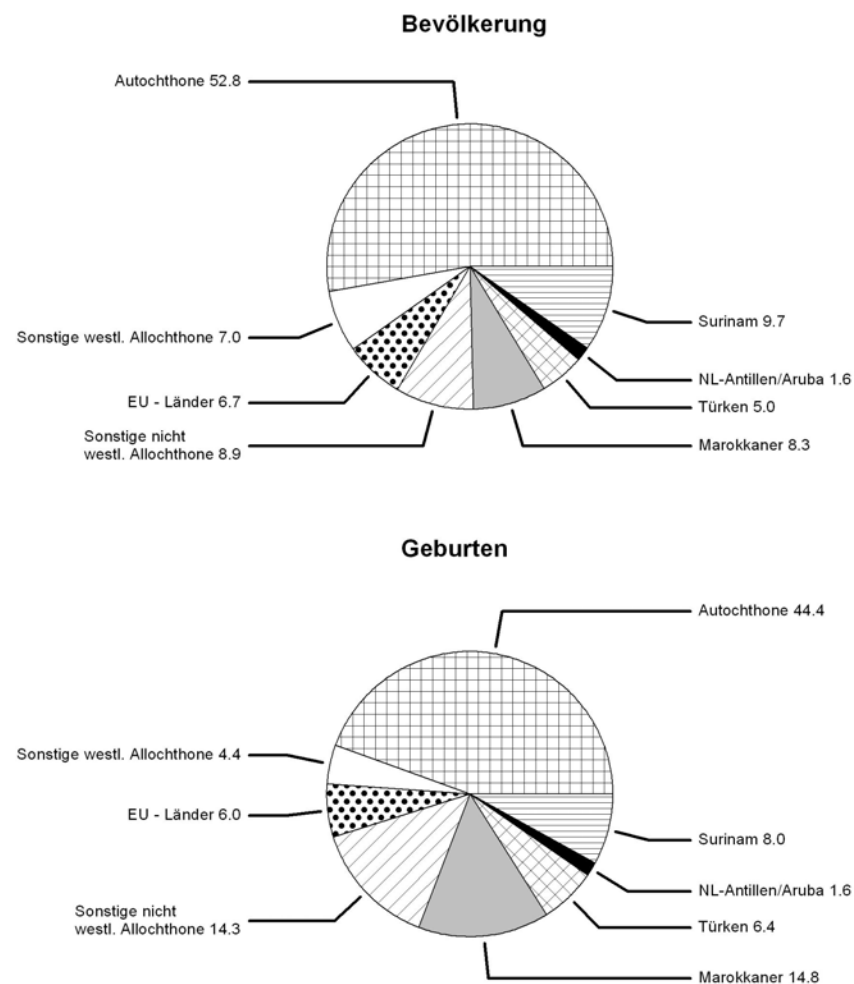 Bevölkerung
Autochthone 52.8
Sonstige westl. Allochthone 7.0
EU - Länder 6.7
Sonstige nicht
westl. Allochthone 8.9
Surinam 9.7
NL-Antillen/Aruba 1.6
Türken 5.0
Marokkaner 8.3
Geburten
Autochthone 44.4
Sonstige westl. Allochthone 4.4
EU - Länder 6.0
Sonstige nicht
westl. Allochthone 14.3
Surinam 8.0
NL-Antillen/Aruba 1.6
Türken 6.4
Marokkaner 14.8